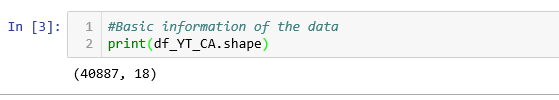 In [3]:
1 #Basic information of the data
2 print(df_YT_CA.shape)
(40887, 18)